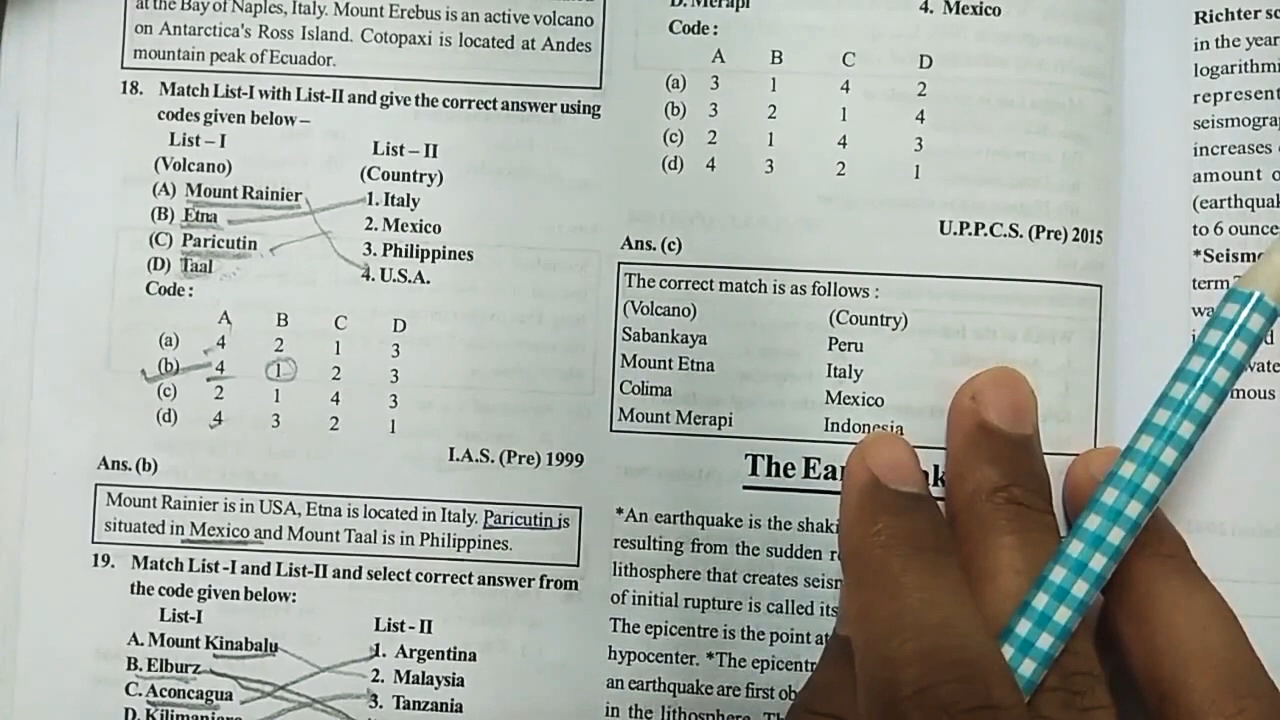 at the Bay of Naples, Italy. Mount Erebus is an active volcano
on Antarctica's Ross Island. Cotopaxi is located at Andes
mountain peak of Ecuador.
18. Match List-I with List-II and give the correct answer using
codes given below –
List – I
List – II
(Volcano)
(Country)
(A) Mount Rainier
1. Italy
(B) Etna
2. Mexico
(C) Paricutin
3. Philippines
(D) Taal
4. U.S.A.
Code :
A B C D
(a) 4 2 1 3
(b) 4 1 2 3
(c) 2 1 4 3
(d) 4 3 2 1
I.A.S. (Pre) 1999
Ans. (b)
Mount Rainier is in USA, Etna is located in Italy. Paricutin is
situated in Mexico and Mount Taal is in Philippines.
19. Match List -I and List-II and select correct answer from
the code given below:
List-I
List - II
A. Mount Kinabalu
1. Argentina
B. Elburz
2. Malaysia
C. Aconcagua
3. Tanzania
D. Kilimanjaro
D. Merapi
4. Mexico
Code :
A B C D
(a) 3 1 4 2
(b) 3 2 1 4
(c) 2 1 4 3
(d) 4 3 2 1
U.P.P.C.S. (Pre) 2015
Ans. (c)
The correct match is as follows :
(Volcano) (Country)
Sabankaya Peru
Mount Etna Italy
Colima Mexico
Mount Merapi Indonesia
The
*An earthquake is the
resulting from the sudden
lithosphere that creates
of initial rupture is called its
The epicentre is the point at
hypocenter. *The
an earthquake are first
in the lithosphere.
Richter
in the year
represent
increases
amount
to 6 ounce
term